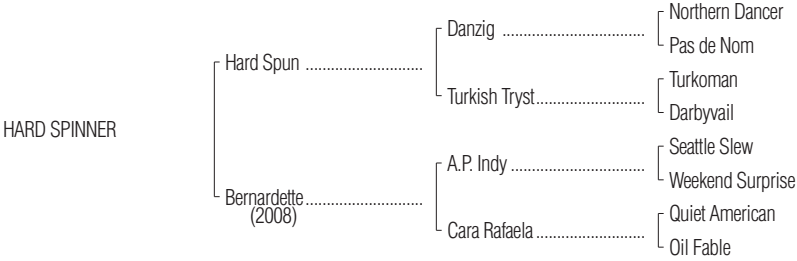 Northern Dancer
Danzig ..............................
Pas de Nom
Hard Spun .........................
Turkoman
Turkish Tryst.......................
Darbyvail
HARD SPINNER
Seattle Slew
A.P. Indy ............................
Weekend Surprise
Bernardette.........................
(2008)
Quiet American
Cara Rafaela .......................
Oil Fable